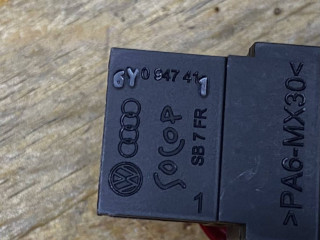 6Y0 947 411
SOCOP
SB 7 FR
1
>PA6-MX30<